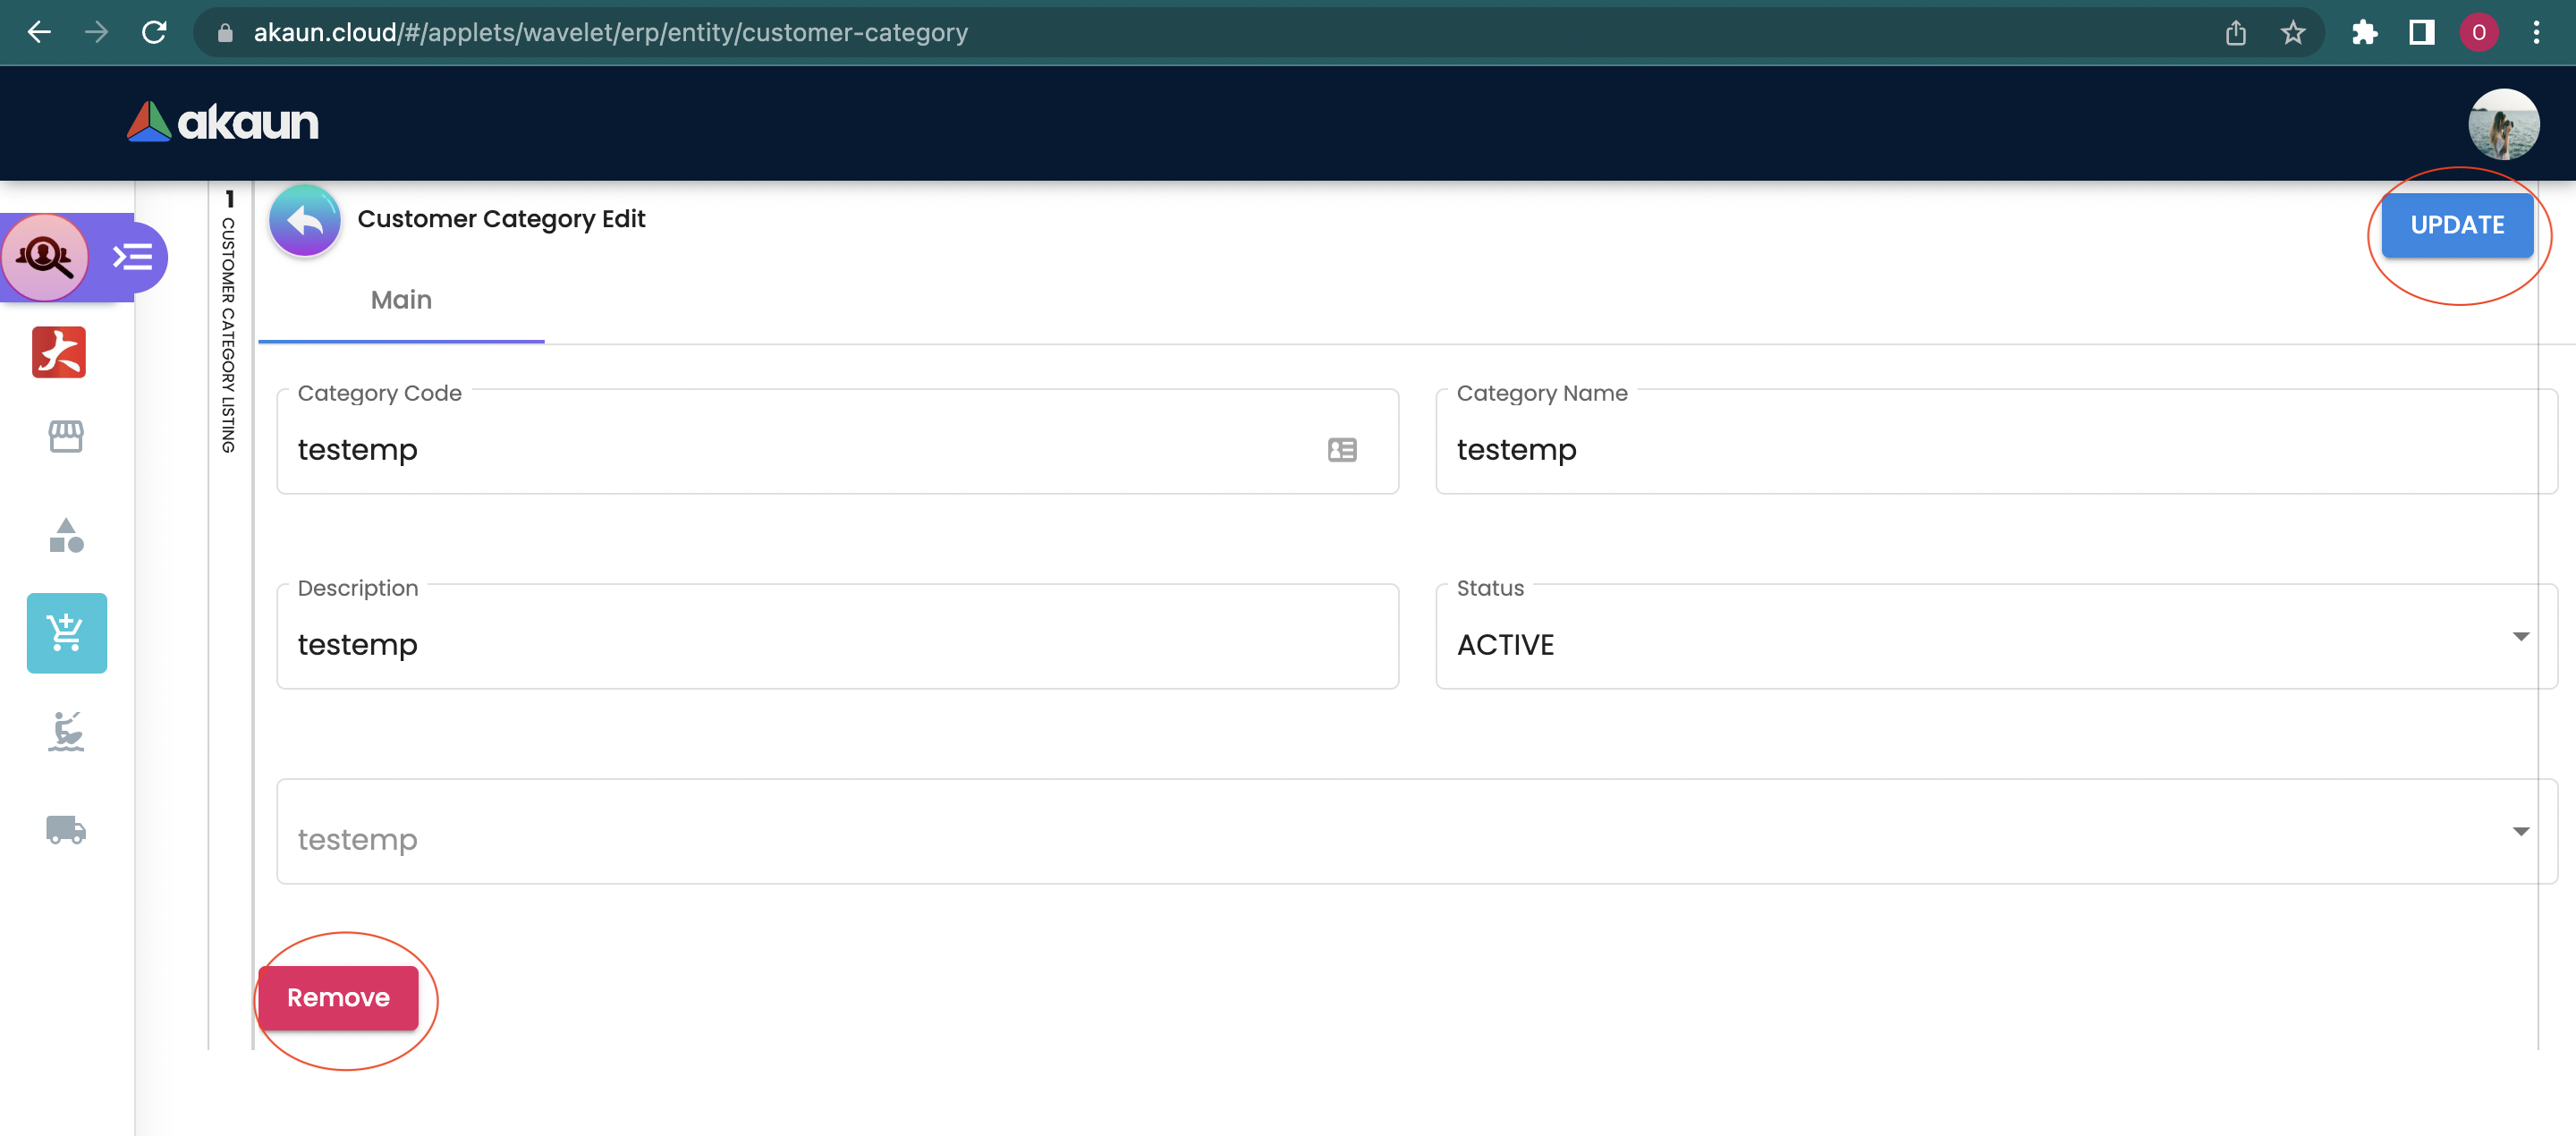 akaun.cloud/#/applets/wavelet/erp/entity/customer-category
O
akaun
1
CUSTOMER CATEGORY LISTING
Customer Category Edit
UPDATE
Main
Category Code
testemp
Category Name
testemp
Description
testemp
Status
ACTIVE
testemp
Remove